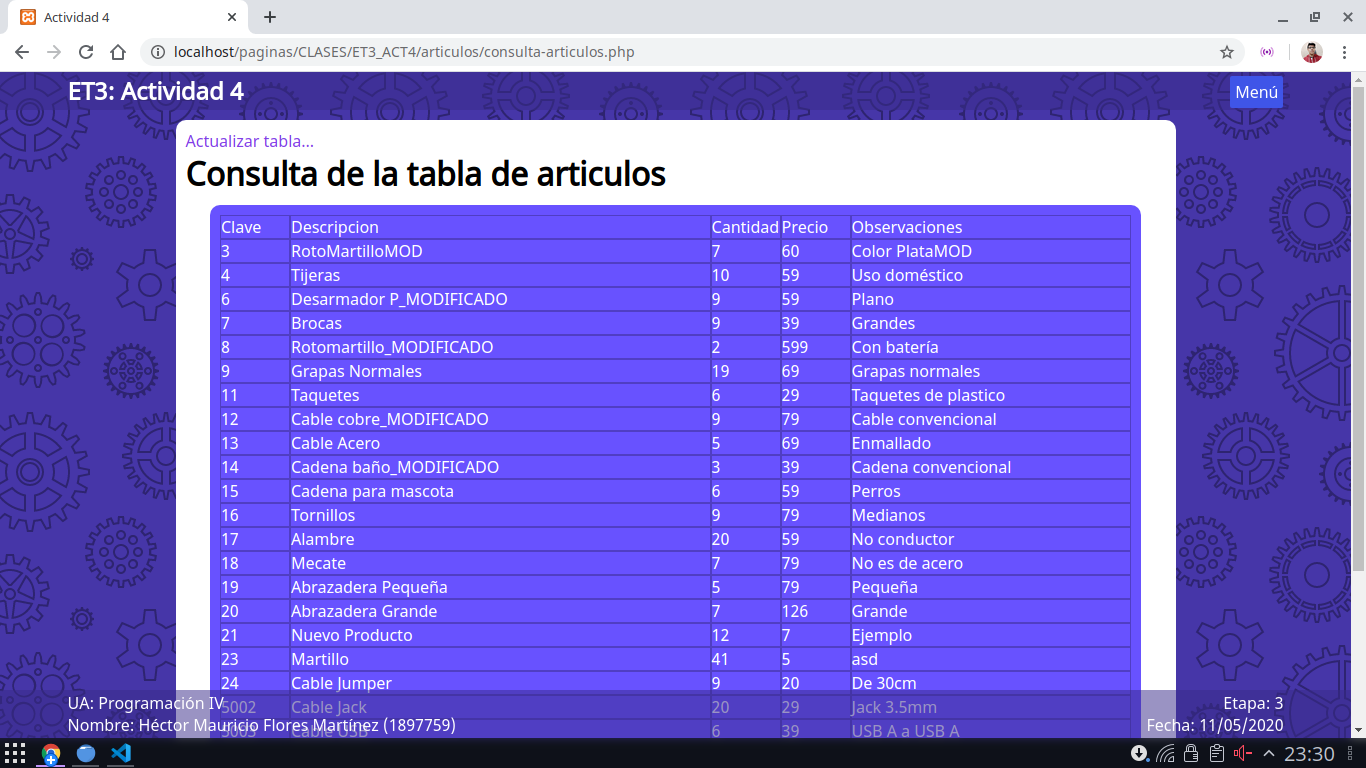 Actividad 4
localhost/paginas/CLASES/ET3_ACT4/articulos/consulta-articulos.php
ET3: Actividad 4
Menú
Actualizar tabla...
Consulta de la tabla de articulos
Clave Descripcion Cantidad Precio Observaciones
3 RotoMartilloMOD 7 60 Color PlataMOD
4 Tijeras 10 59 Uso doméstico
6 Desarmador P_MODIFICADO 9 59 Plano
7 Brocas 9 39 Grandes
8 Rotomartillo_MODIFICADO 2 599 Con batería
9 Grapas Normales 19 69 Grapas normales
11 Taquetes 6 29 Taquetes de plastico
12 Cable cobre_MODIFICADO 9 79 Cable convencional
13 Cable Acero 5 69 Enmallado
14 Cadena baño_MODIFICADO 3 39 Cadena convencional
15 Cadena para mascota 6 59 Perros
16 Tornillos 9 79 Medianos
17 Alambre 20 59 No conductor
18 Mecate 7 79 No es de acero
19 Abrazadera Pequeña 5 79 Pequeña
20 Abrazadera Grande 7 126 Grande
21 Nuevo Producto 12 7 Ejemplo
23 Martillo 41 5 asd
24 Cable Jumper 9 20 De 30cm
5002 Cable Jack 20 29 Jack 3.5mm
Cable USB 6 39 USB A a USB A
UA: Programación IV
Etapa: 3
Nombre: Héctor Mauricio Flores Martínez (1897759)
Fecha: 11/05/2020
23:30